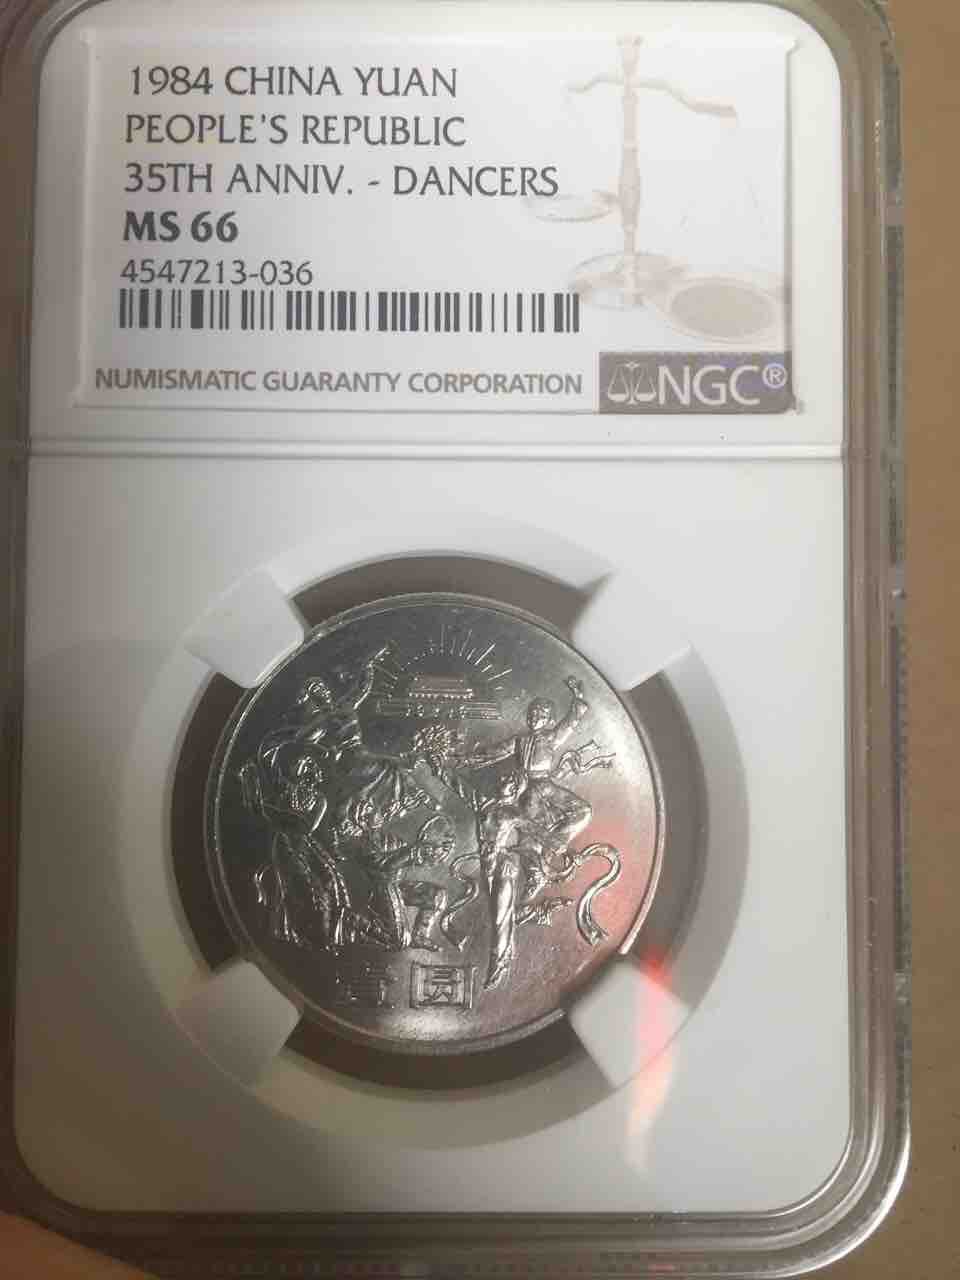 1984 CHINA YUAN
PEOPLE'S REPUBLIC
35TH ANNIV. - DANCERS
MS 66
4547213-036
NUMISMATIC GUARANTY CORPORATION NGC®
壹圆